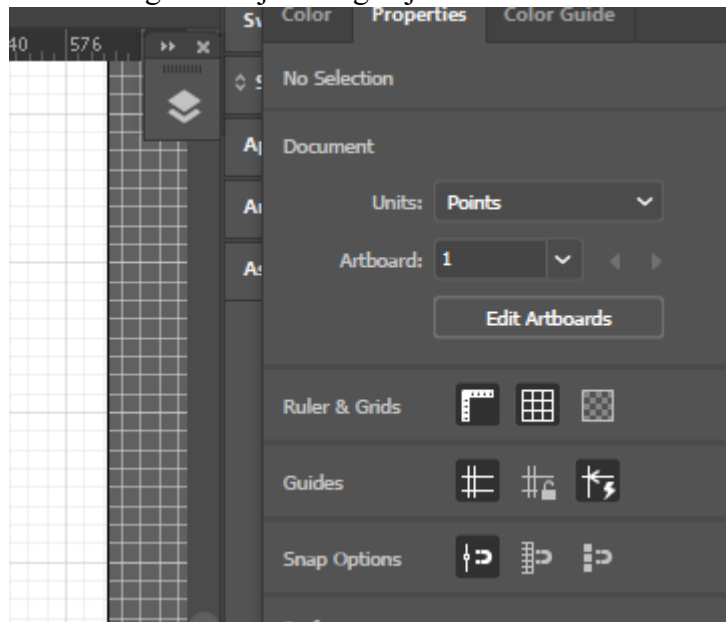 Color Properties Color Guide
576
No Selection
Document
Units: Points
Artboard: 1
Edit Artboards
Ruler & Grids
Guides
Snap Options